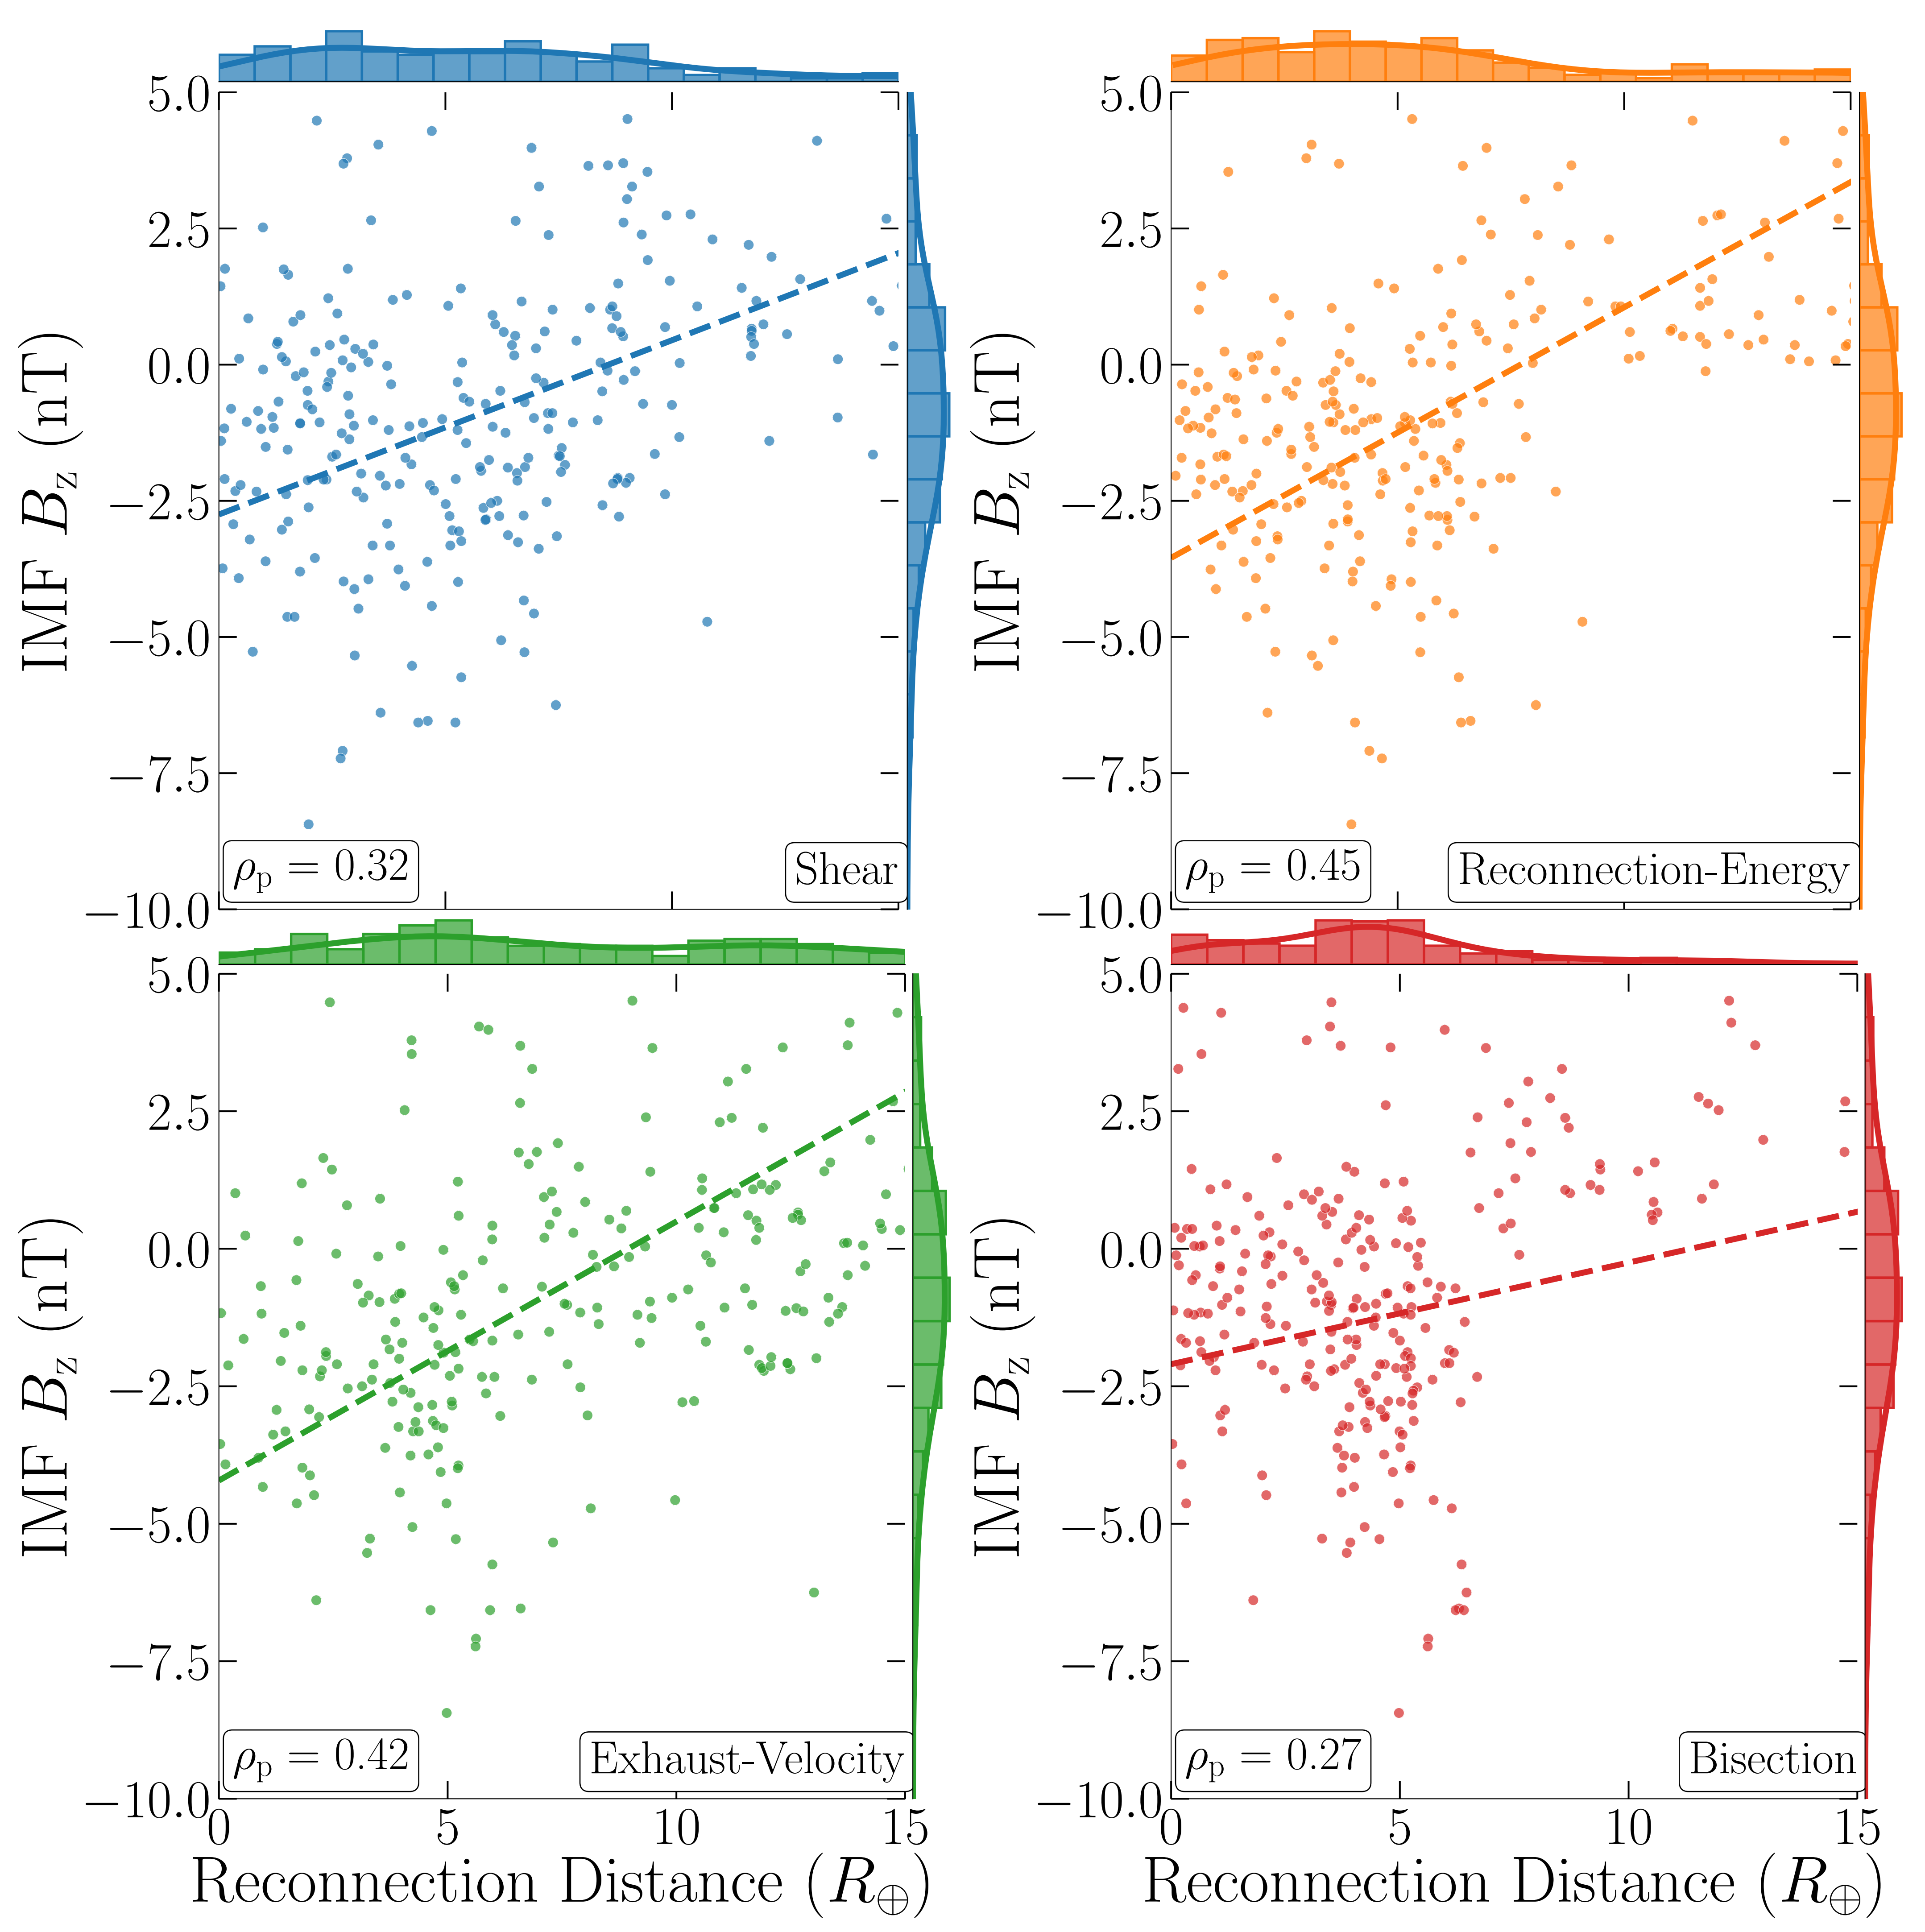 5.0
2.5
0.0
−2.5
−5.0
−7.5
−10.0
IMF B_z (nT)
ρ_p = 0.32
Shear
5.0
2.5
0.0
−2.5
−5.0
−7.5
−10.0
IMF B_z (nT)
ρ_p = 0.45
Reconnection-Energy
5.0
2.5
0.0
−2.5
−5.0
−7.5
−10.0
IMF B_z (nT)
ρ_p = 0.42
Exhaust-Velocity
0 5 10 15
Reconnection Distance (R_⊕)
5.0
2.5
0.0
−2.5
−5.0
−7.5
−10.0
IMF B_z (nT)
ρ_p = 0.27
Bisection
0 5 10 15
Reconnection Distance (R_⊕)